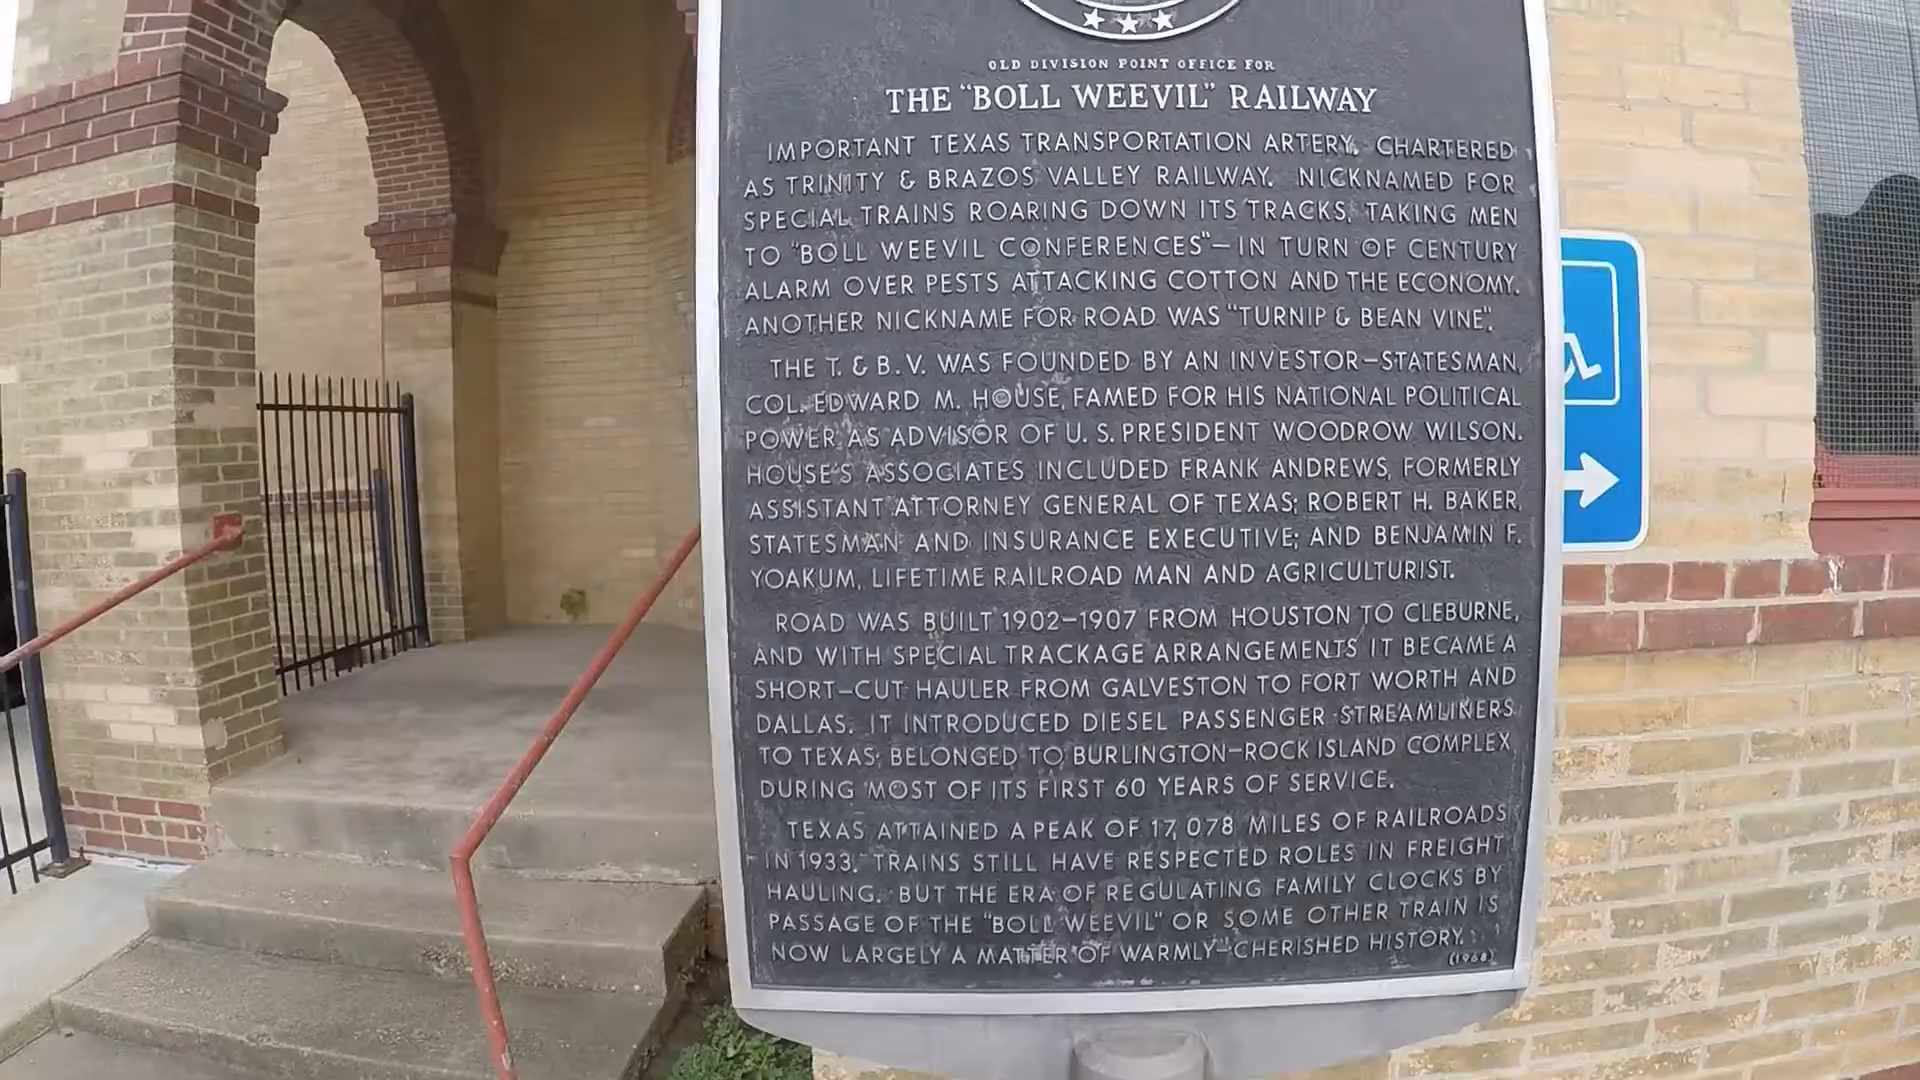 OLD DIVISION POINT OFFICE FOR
THE "BOLL WEEVIL" RAILWAY
IMPORTANT TEXAS TRANSPORTATION ARTERY. CHARTERED
AS TRINITY & BRAZOS VALLEY RAILWAY. NICKNAMED FOR
SPECIAL TRAINS ROARING DOWN ITS TRACKS, TAKING MEN
TO "BOLL WEEVIL CONFERENCES"—IN TURN OF CENTURY
ALARM OVER PESTS ATTACKING COTTON AND THE ECONOMY.
ANOTHER NICKNAME FOR ROAD WAS "TURNIP & BEAN VINE".
THE T. & B. V. WAS FOUNDED BY AN INVESTOR—STATESMAN,
COL. EDWARD M. HOUSE, FAMED FOR HIS NATIONAL POLITICAL
POWER AS ADVISOR OF U. S. PRESIDENT WOODROW WILSON.
HOUSE'S ASSOCIATES INCLUDED FRANK ANDREWS, FORMERLY
ASSISTANT ATTORNEY GENERAL OF TEXAS; ROBERT H. BAKER,
STATESMAN AND INSURANCE EXECUTIVE; AND BENJAMIN F.
YOAKUM, LIFETIME RAILROAD MAN AND AGRICULTURIST.
ROAD WAS BUILT 1902—1907 FROM HOUSTON TO CLEBURNE,
AND WITH SPECIAL TRACKAGE ARRANGEMENTS IT BECAME A
SHORT—CUT HAULER FROM GALVESTON TO FORT WORTH AND
DALLAS. IT INTRODUCED DIESEL PASSENGER STREAMLINERS
TO TEXAS; BELONGED TO BURLINGTON—ROCK ISLAND COMPLEX
DURING MOST OF ITS FIRST 60 YEARS OF SERVICE.
TEXAS ATTAINED A PEAK OF 17,078 MILES OF RAILROADS
IN 1933. TRAINS STILL HAVE RESPECTED ROLES IN FREIGHT
HAULING. BUT THE ERA OF REGULATING FAMILY CLOCKS BY
PASSAGE OF THE "BOLL WEEVIL" OR SOME OTHER TRAIN IS
NOW LARGELY A MATTER OF WARMLY—CHERISHED HISTORY.
(1968)